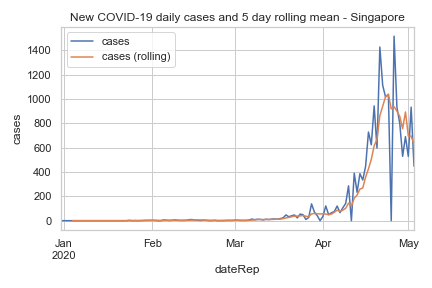 New COVID-19 daily cases and 5 day rolling mean - Singapore
cases
cases (rolling)
1400
1200
1000
800
600
400
200
0
cases
Jan
2020
Feb
Mar
Apr
May
dateRep